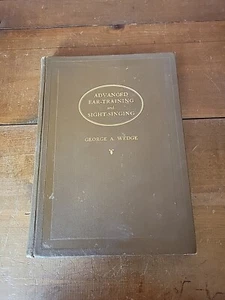 ADVANCED
EAR-TRAINING
AND
SIGHT-SINGING
GEORGE A. WEDGE